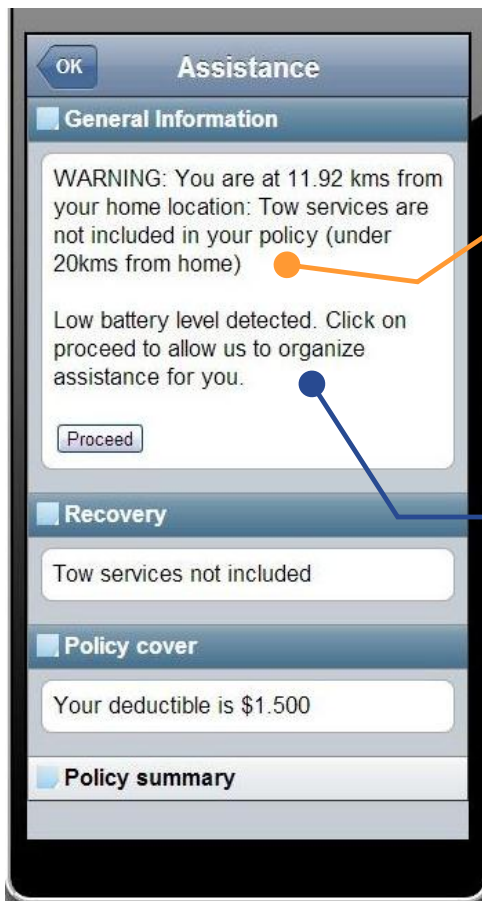 OK
Assistance
General Information
WARNING: You are at 11.92 kms from
your home location: Tow services are
not included in your policy (under
20kms from home)
Low battery level detected. Click on
proceed to allow us to organize
assistance for you.
Proceed
Recovery
Tow services not included
Policy cover
Your deductible is $1.500
Policy summary